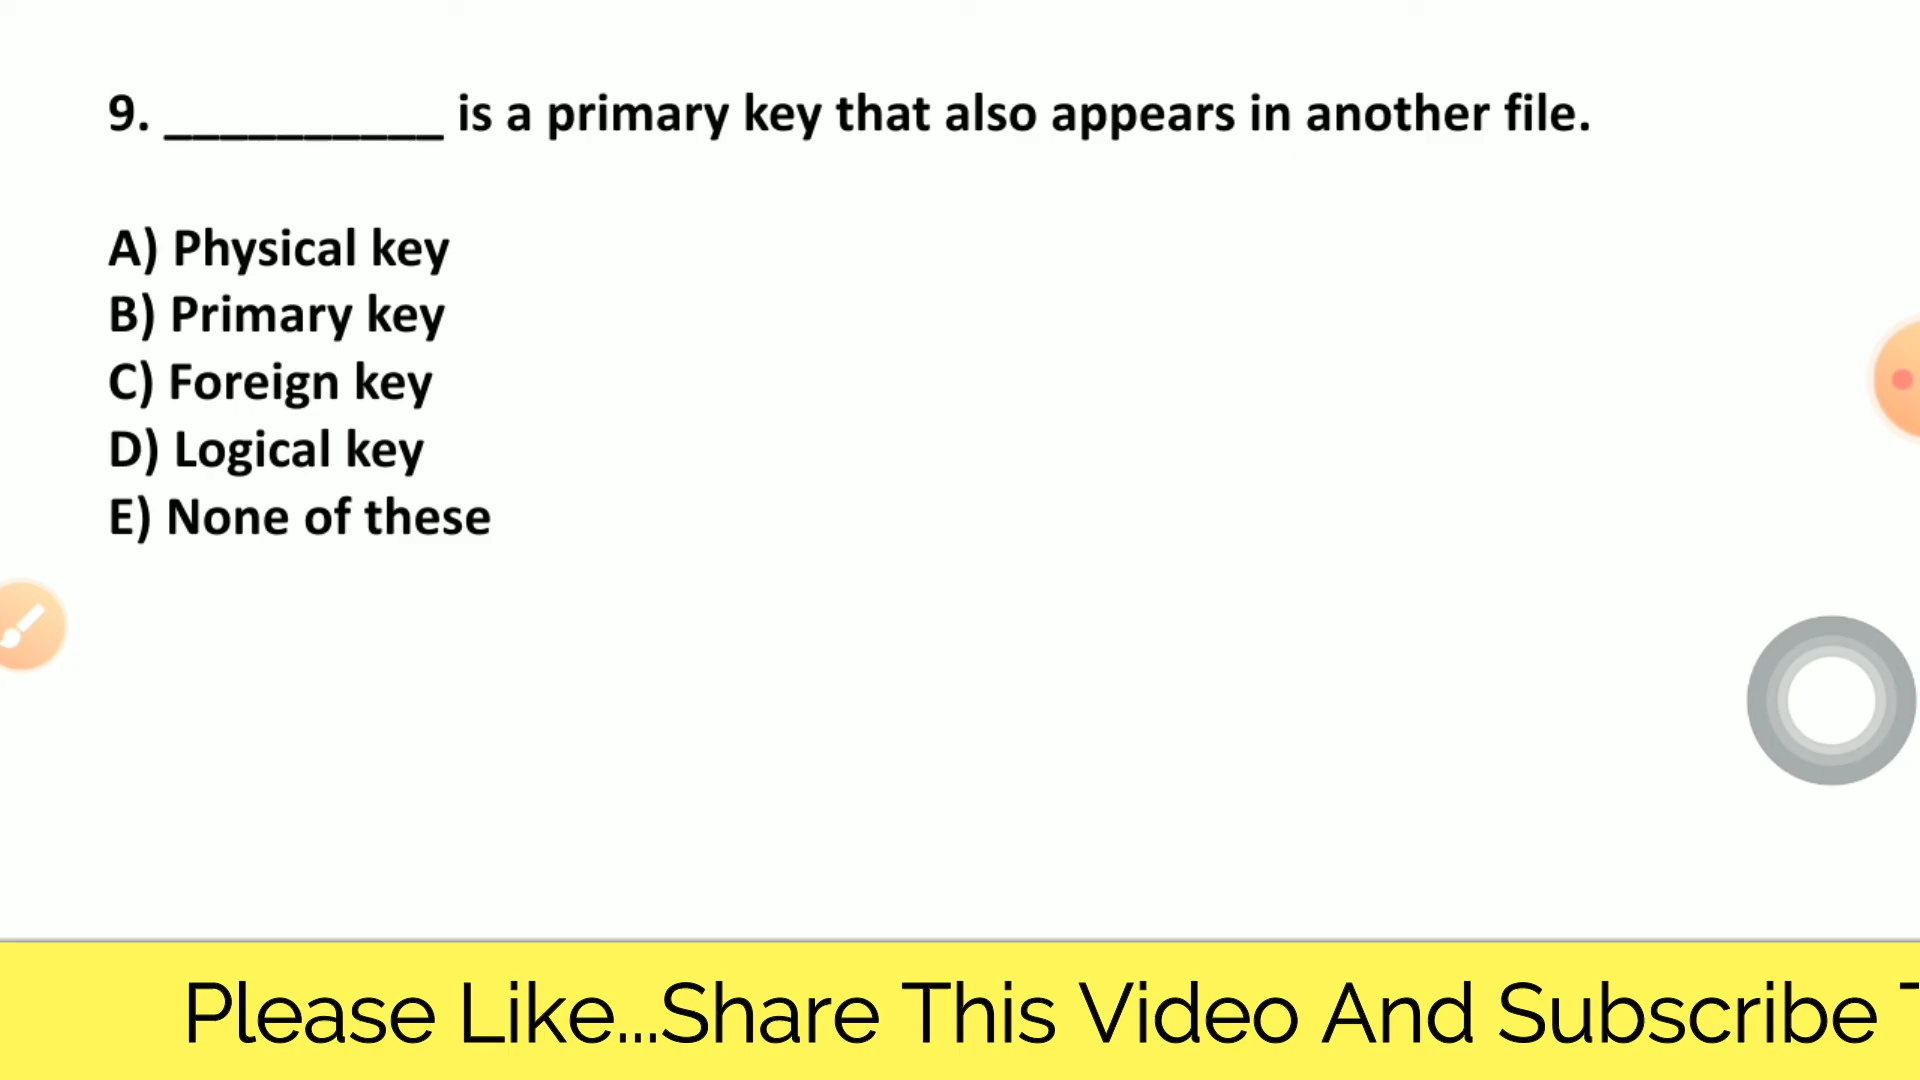 9. __________ is a primary key that also appears in another file.
A) Physical key
B) Primary key
C) Foreign key
D) Logical key
E) None of these
Please Like...Share This Video And Subscribe